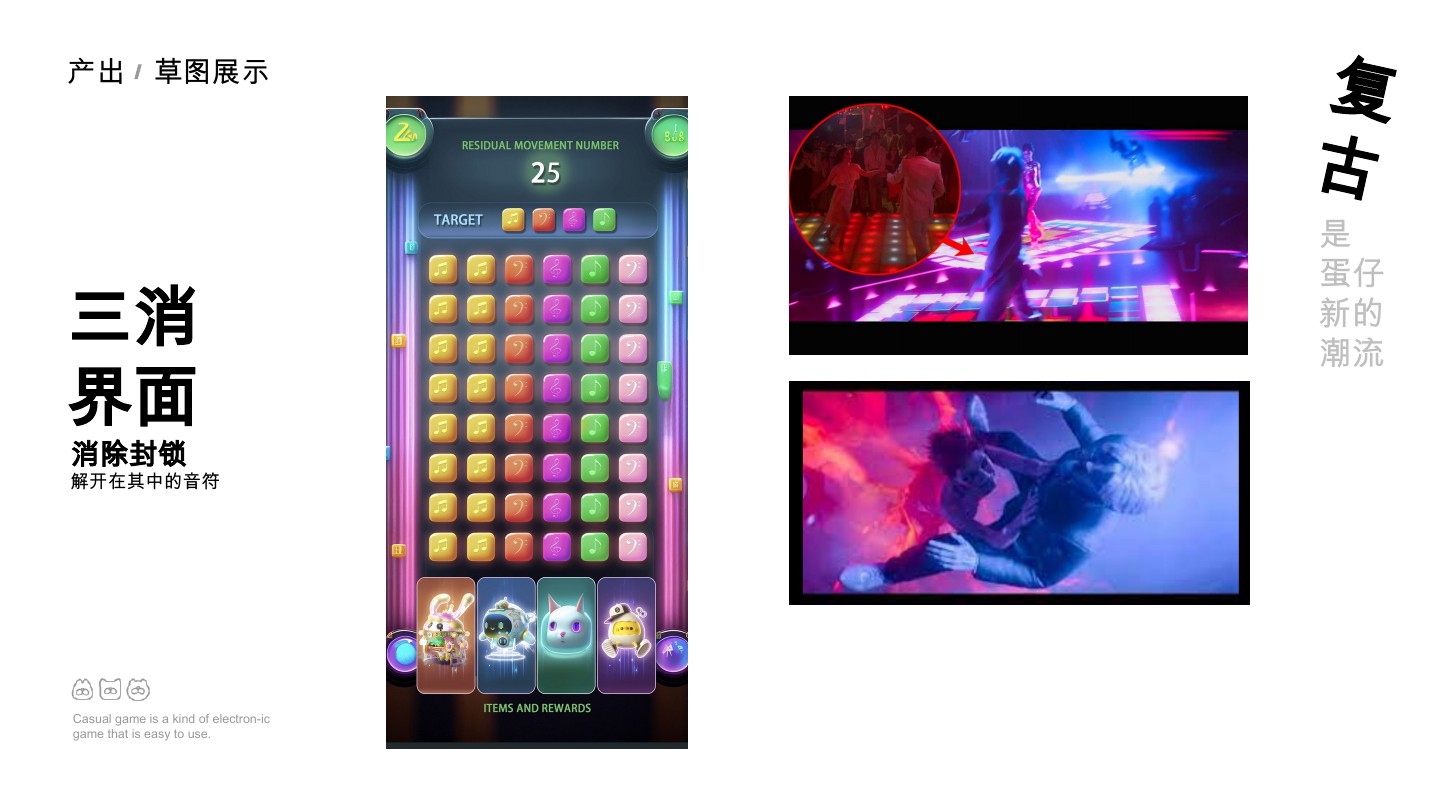 产出 / 草图展示
三消
界面
消除封锁
解开在其中的音符
Casual game is a kind of electron-ic
game that is easy to use.
RESIDUAL MOVEMENT NUMBER
25
TARGET
ITEMS AND REWARDS
复
古
是
蛋仔
新的
潮流